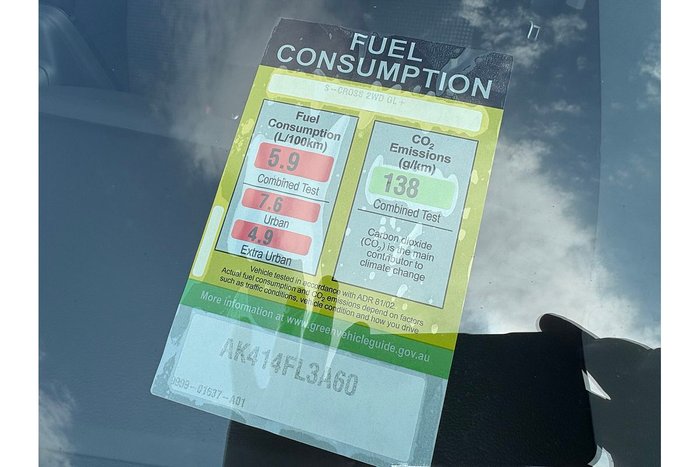 FUEL
CONSUMPTION
S-CROSS 2WD GL +
Fuel
Consumption
(L/100km)
5.9
Combined Test
7.6
Urban
4.9
Extra Urban
CO₂
Emissions
(g/km)
138
Combined Test
Carbon dioxide
(CO₂) is the main
contributor to
climate change
Vehicle tested in accordance with ADR 81/02
Actual fuel consumption and CO₂ emissions depend on factors
such as traffic conditions, vehicle condition and how you drive
More information at www.greenvehicleguide.gov.au
AK414FL3A60